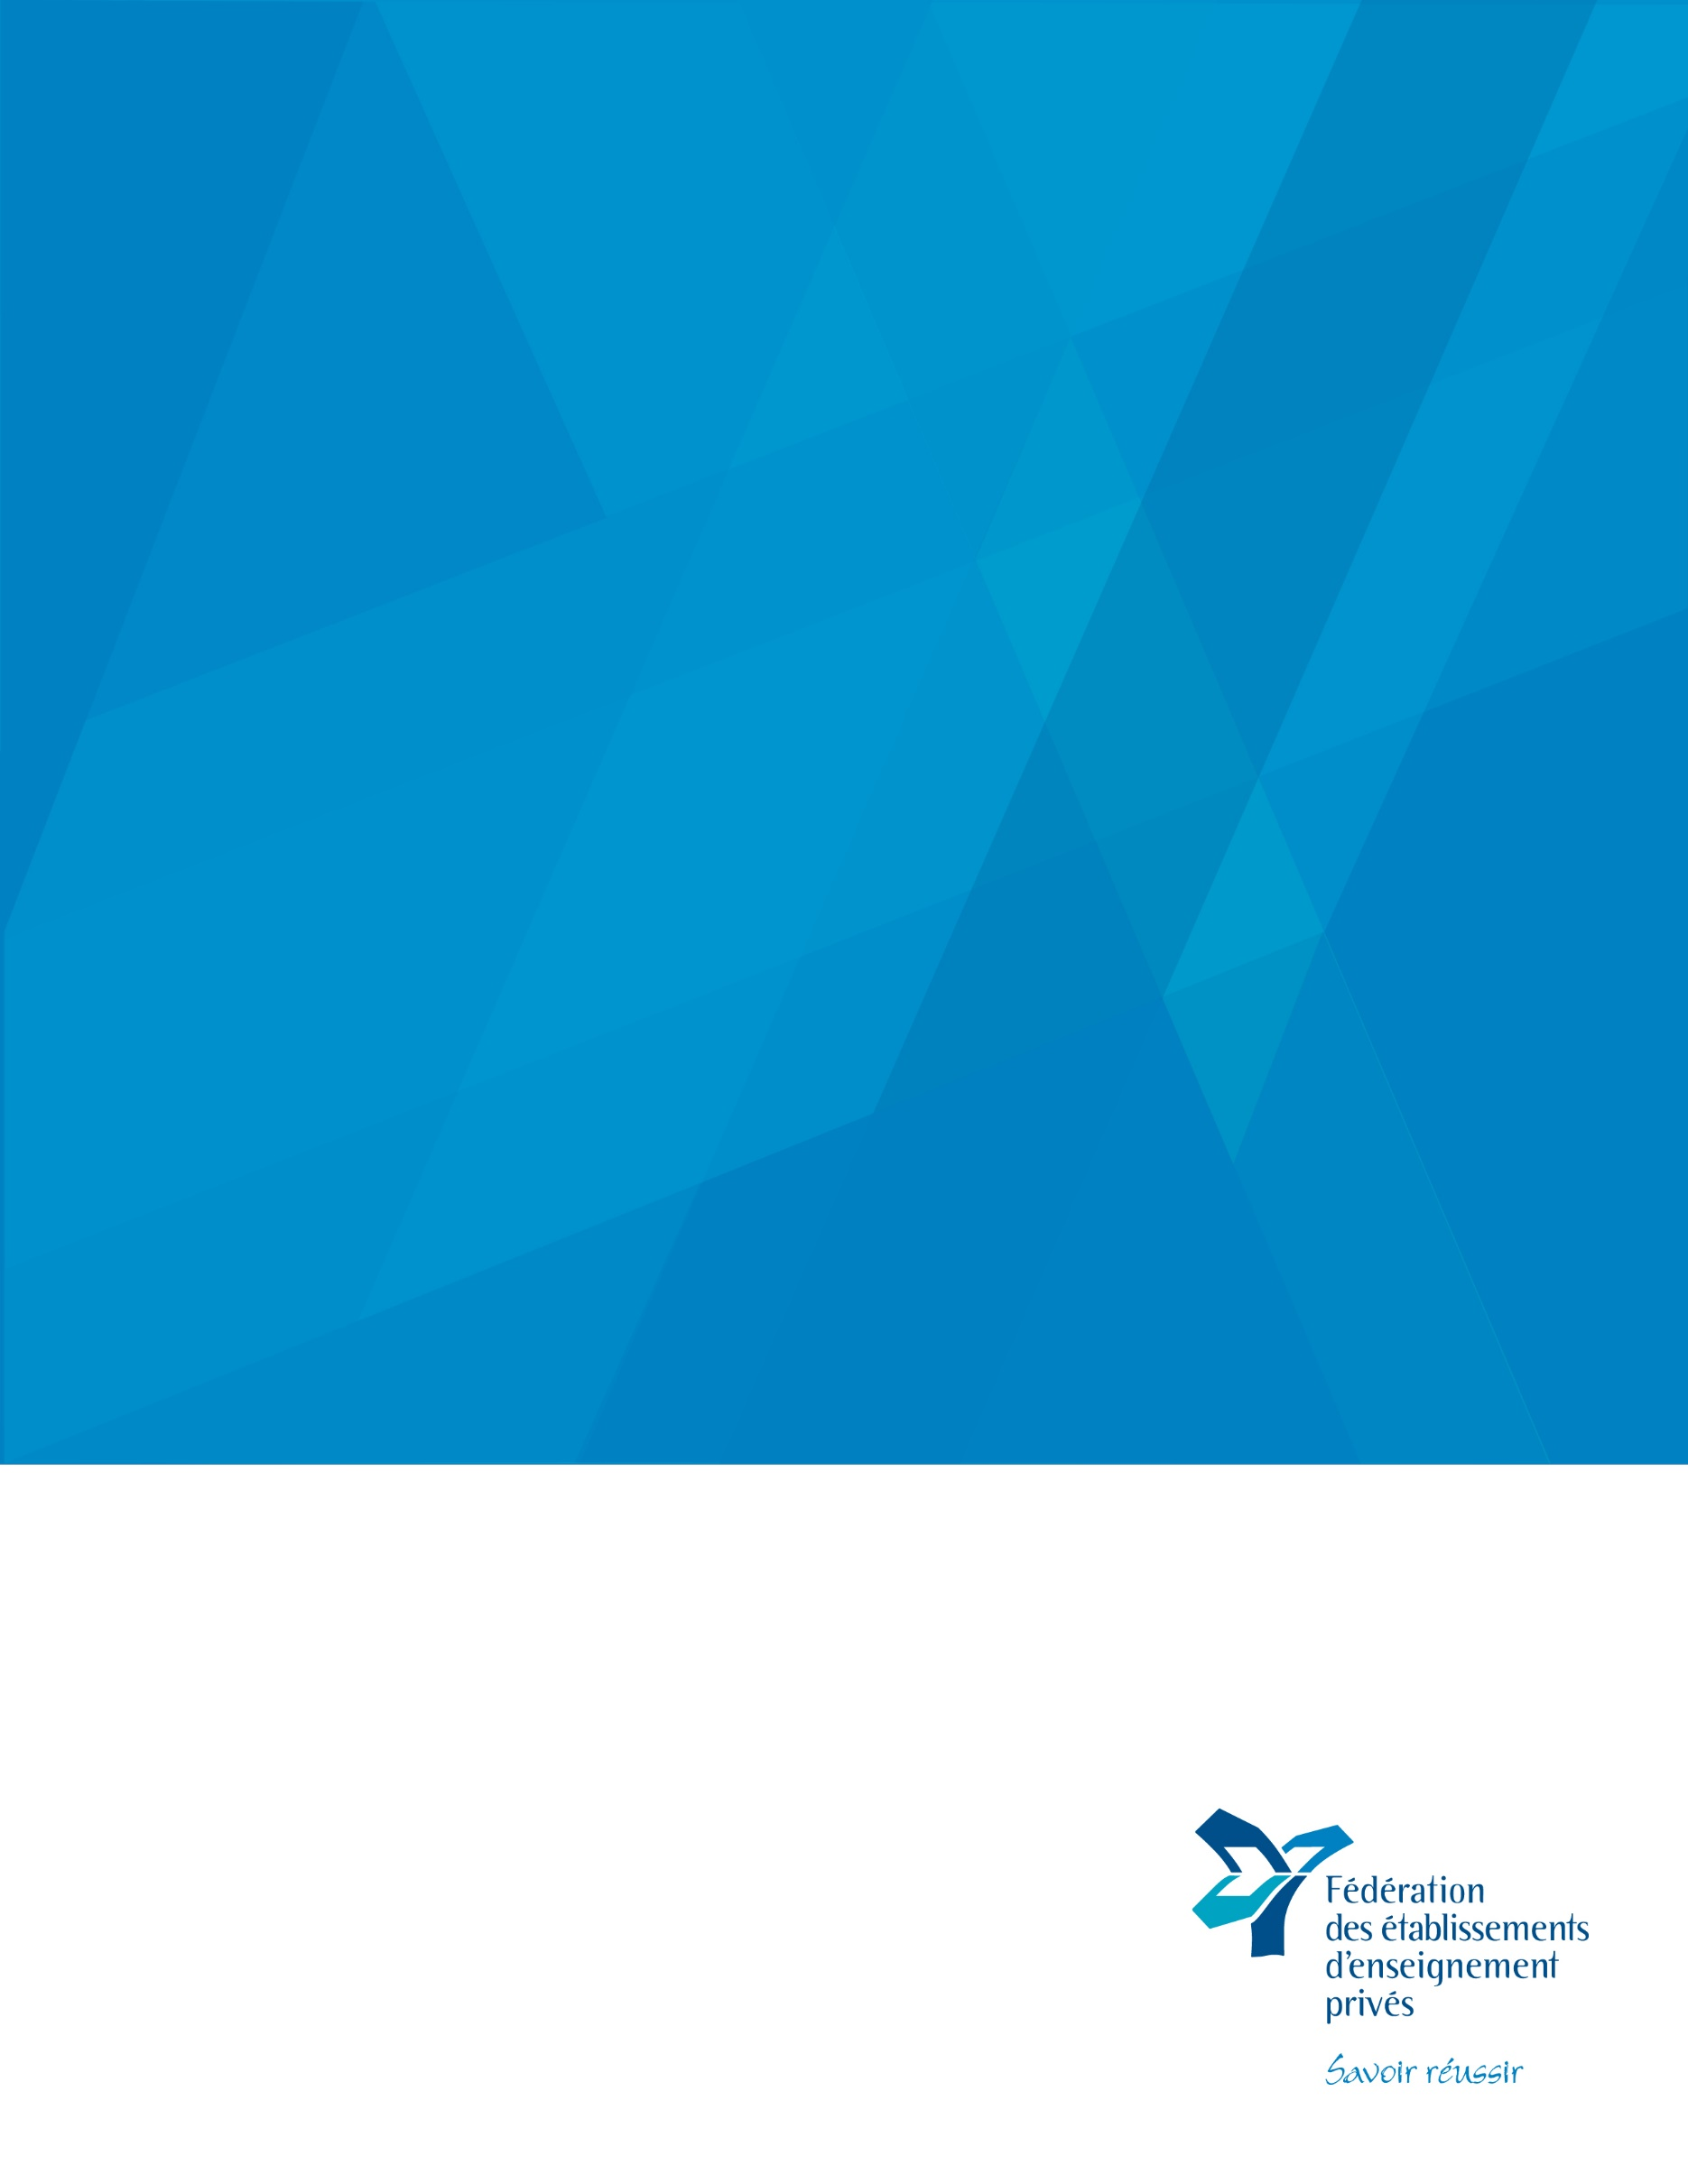 Fédération
des établissements
d'enseignement
privés
Savoir réussir